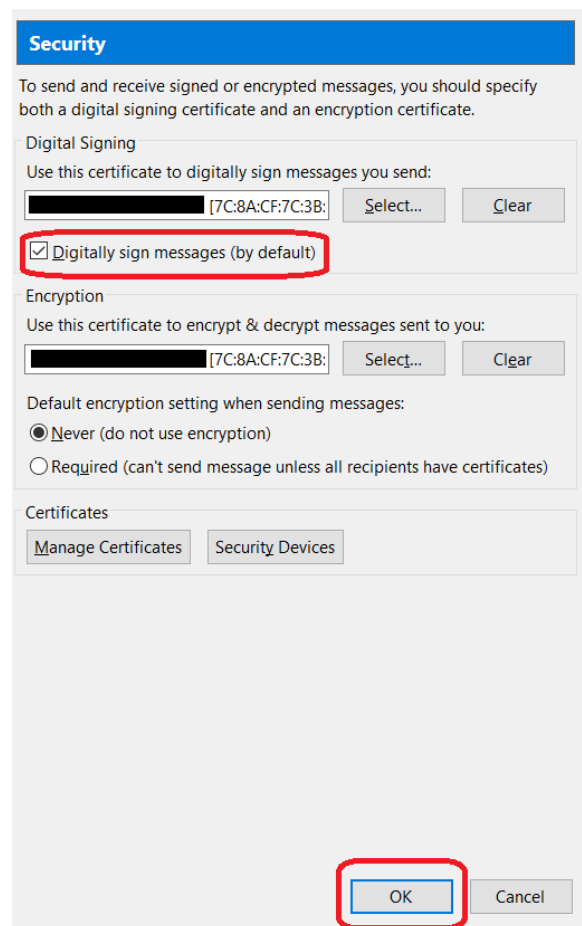 Security
To send and receive signed or encrypted messages, you should specify
both a digital signing certificate and an encryption certificate.
Digital Signing
Use this certificate to digitally sign messages you send:
[7C:8A:CF:7C:3B: Select... Clear
Digitally sign messages (by default)
Encryption
Use this certificate to encrypt & decrypt messages sent to you:
[7C:8A:CF:7C:3B: Select... Clear
Default encryption setting when sending messages:
Never (do not use encryption)
Required (can't send message unless all recipients have certificates)
Certificates
Manage Certificates Security Devices
OK Cancel